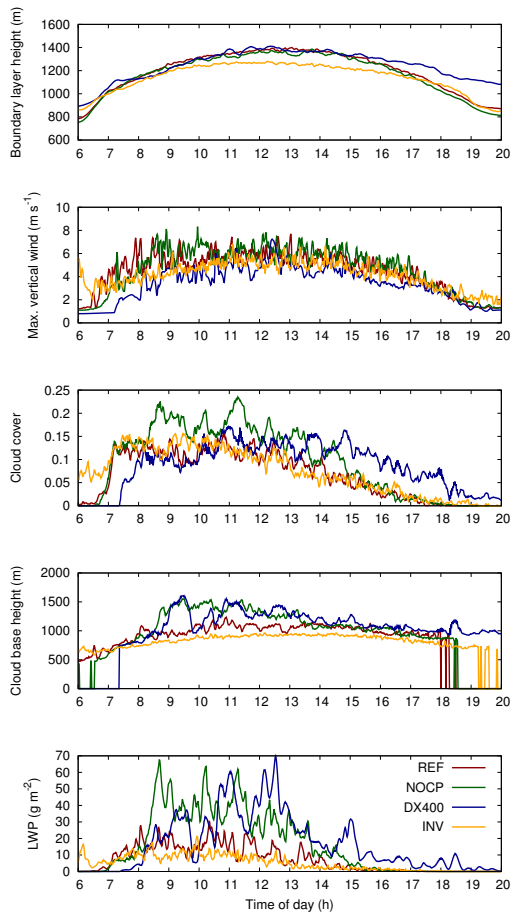 1600
1400
1200
1000
800
600
Boundary layer height (m)
6 7 8 9 10 11 12 13 14 15 16 17 18 19 20
10
8
6
4
2
0
Max. vertical wind (m s⁻¹)
6 7 8 9 10 11 12 13 14 15 16 17 18 19 20
0.25
0.2
0.15
0.1
0.05
0
Cloud cover
6 7 8 9 10 11 12 13 14 15 16 17 18 19 20
2000
1500
1000
500
0
Cloud base height (m)
6 7 8 9 10 11 12 13 14 15 16 17 18 19 20
70
60
50
40
30
20
10
0
LWP (g m⁻²)
REF
NOCP
DX400
INV
6 7 8 9 10 11 12 13 14 15 16 17 18 19 20
Time of day (h)